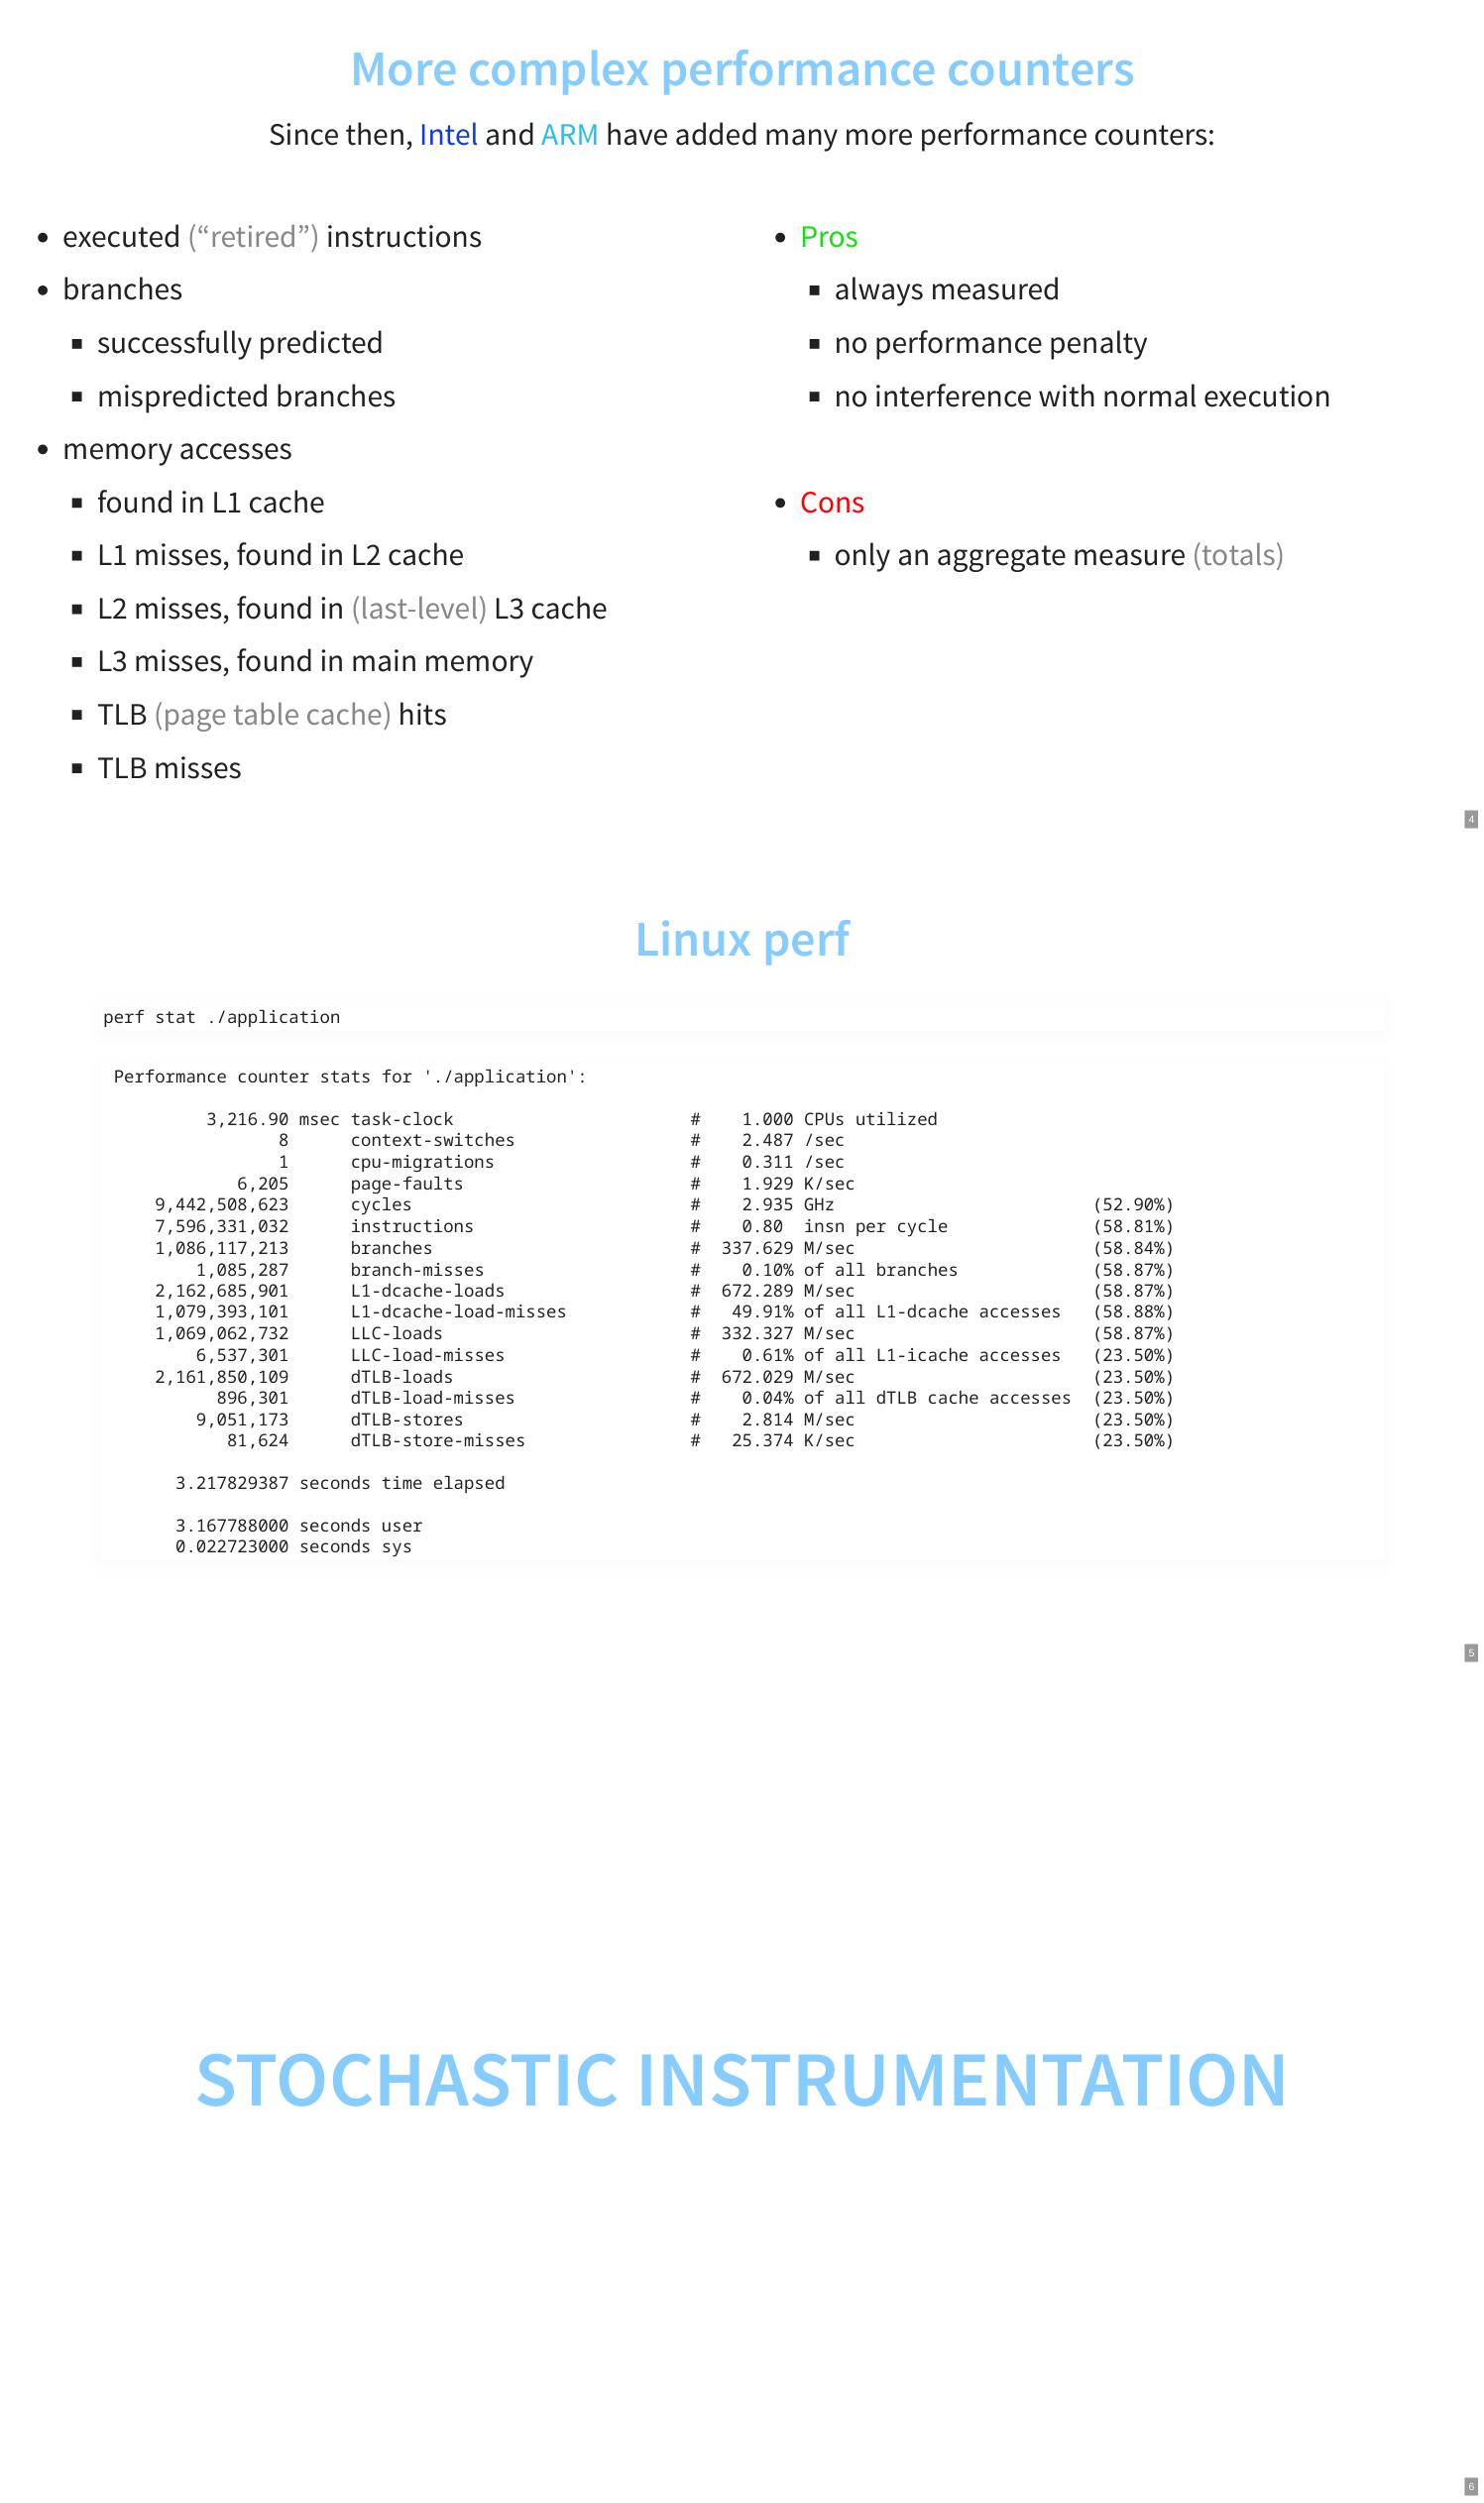 More complex performance counters
Since then, Intel and ARM have added many more performance counters:
• executed (“retired”) instructions
• branches
▪ successfully predicted
▪ mispredicted branches
• memory accesses
▪ found in L1 cache
▪ L1 misses, found in L2 cache
▪ L2 misses, found in (last-level) L3 cache
▪ L3 misses, found in main memory
▪ TLB (page table cache) hits
▪ TLB misses
• Pros
▪ always measured
▪ no performance penalty
▪ no interference with normal execution
• Cons
▪ only an aggregate measure (totals)
4
Linux perf
perf stat ./application
Performance counter stats for './application':
3,216.90 msec task-clock # 1.000 CPUs utilized
8 context-switches # 2.487 /sec
1 cpu-migrations # 0.311 /sec
6,205 page-faults # 1.929 K/sec
9,442,508,623 cycles # 2.935 GHz (52.90%)
7,596,331,032 instructions # 0.80 insn per cycle (58.81%)
1,086,117,213 branches # 337.629 M/sec (58.84%)
1,085,287 branch-misses # 0.10% of all branches (58.87%)
2,162,685,901 L1-dcache-loads # 672.289 M/sec (58.87%)
1,079,393,101 L1-dcache-load-misses # 49.91% of all L1-dcache accesses (58.88%)
1,069,062,732 LLC-loads # 332.327 M/sec (58.87%)
6,537,301 LLC-load-misses # 0.61% of all L1-icache accesses (23.50%)
2,161,850,109 dTLB-loads # 672.029 M/sec (23.50%)
896,301 dTLB-load-misses # 0.04% of all dTLB cache accesses (23.50%)
9,051,173 dTLB-stores # 2.814 M/sec (23.50%)
81,624 dTLB-store-misses # 25.374 K/sec (23.50%)
3.217829387 seconds time elapsed
3.167788000 seconds user
0.022723000 seconds sys
5
STOCHASTIC INSTRUMENTATION
6